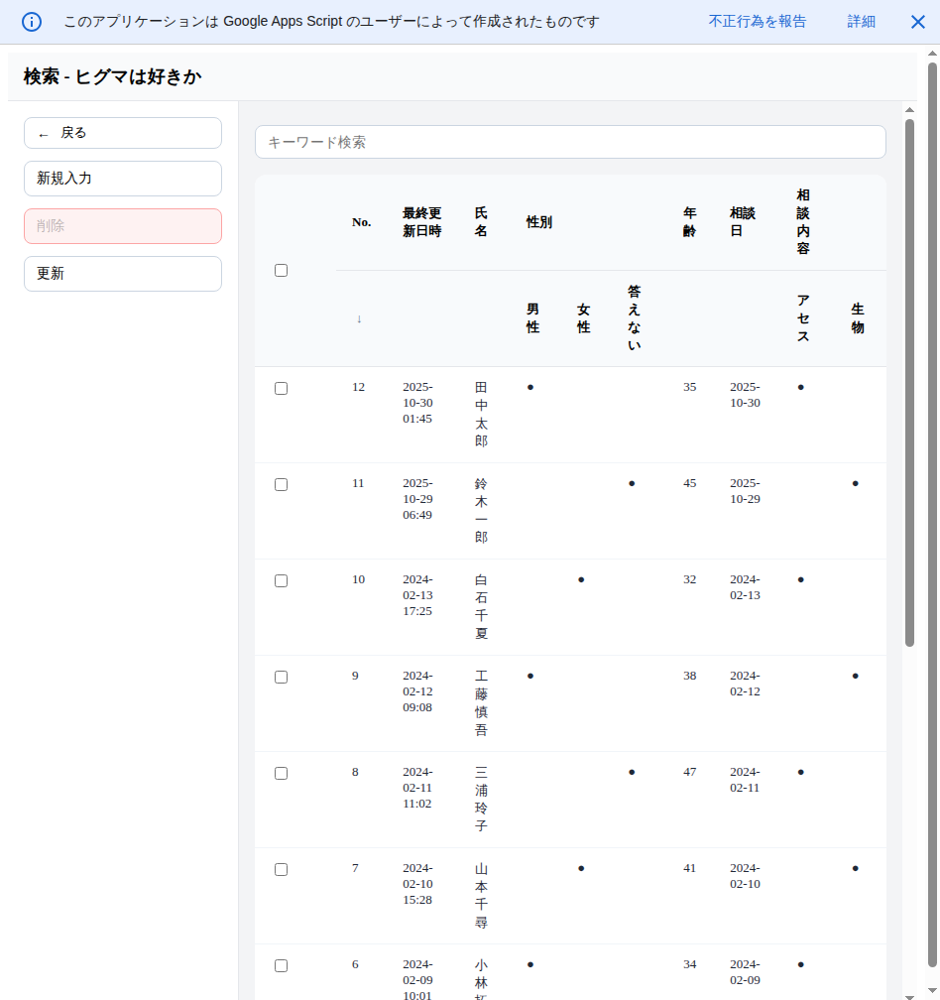 このアプリケーションは Google Apps Script のユーザーによって作成されたものです 不正行為を報告 詳細
検索 - ヒグマは好きか
← 戻る
新規入力
削除
更新
キーワード検索
No. 最終更新日時 氏名 性別 年齢 相談日 相談内容
↓ 男性 女性 答えない アセス 生物
12 2025-10-30 01:45 田中太郎 ● 35 2025-10-30 ●
11 2025-10-29 06:49 鈴木一郎 ● 45 2025-10-29 ●
10 2024-02-13 17:25 白石千夏 ● 32 2024-02-13 ●
9 2024-02-12 09:08 工藤慎吾 ● 38 2024-02-12 ●
8 2024-02-11 11:02 三浦玲子 ● 47 2024-02-11 ●
7 2024-02-10 15:28 山本千尋 ● 41 2024-02-10 ●
6 2024-02-09 10:01 小林 ● 34 2024-02-09 ●